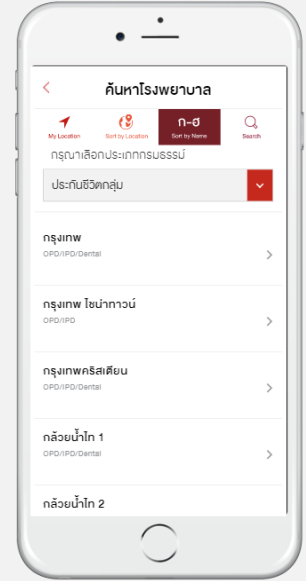 ค้นหาโรงพยาบาล
My Location
Sort by Location
ก-ฮ
Sort by Name
Search
กรุณาเลือกประเภทกรมธรรม์
ประกันชีวิตกลุ่ม
กรุงเทพ
OPD/IPD/Dental
กรุงเทพ ไชน่าทาวน์
OPD/IPD
กรุงเทพคริสเตียน
OPD/IPD/Dental
กล้วยน้ำไท 1
OPD/IPD/Dental
กล้วยน้ำไท 2